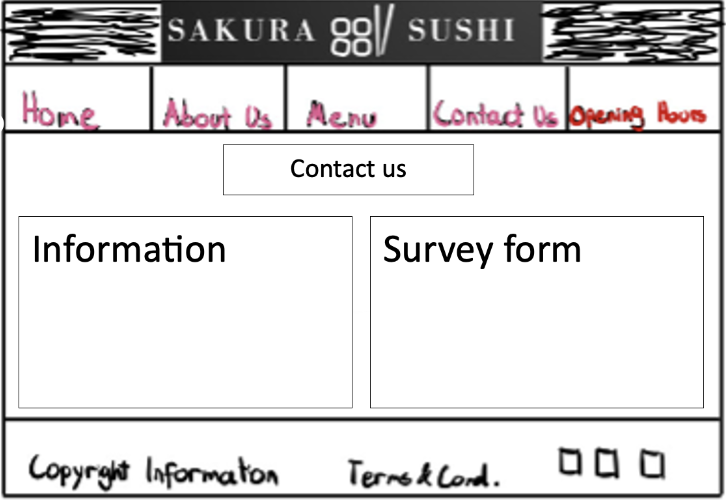 SAKURA SUSHI
Home About Us Menu Contact Us Opening Hours
Contact us
Information Survey form
Copyright Information Terms & Cond.